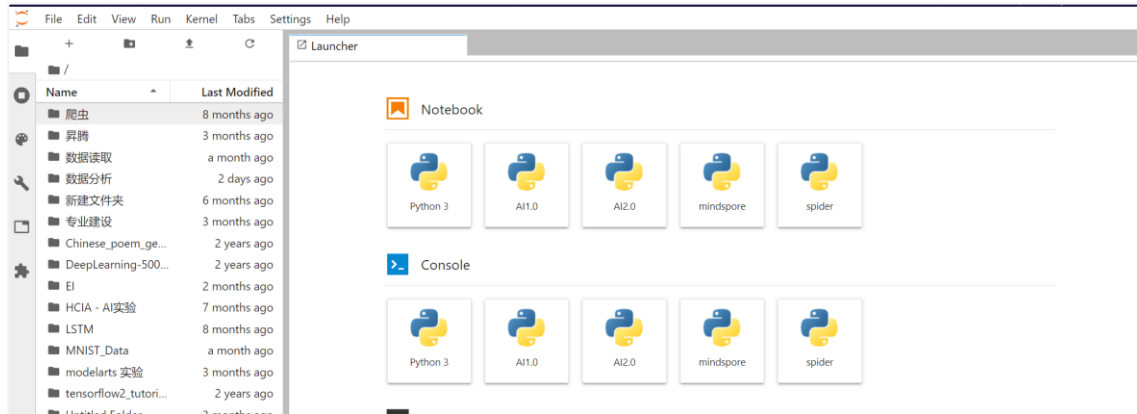 File Edit View Run Kernel Tabs Settings Help
Launcher
/
Name Last Modified
爬虫 8 months ago
昇腾 3 months ago
数据读取 a month ago
数据分析 2 days ago
新建文件夹 6 months ago
专业建设 3 months ago
Chinese_poem_ge... 2 years ago
DeepLearning-500... 2 years ago
EI 2 months ago
HCIA - AI实验 7 months ago
LSTM 8 months ago
MNIST_Data a month ago
modelarts 实验 3 months ago
tensorflow2_tutori... 2 years ago
Untitled Folder
Notebook
Python 3 AI1.0 AI2.0 mindspore spider
Console
Python 3 AI1.0 AI2.0 mindspore spider